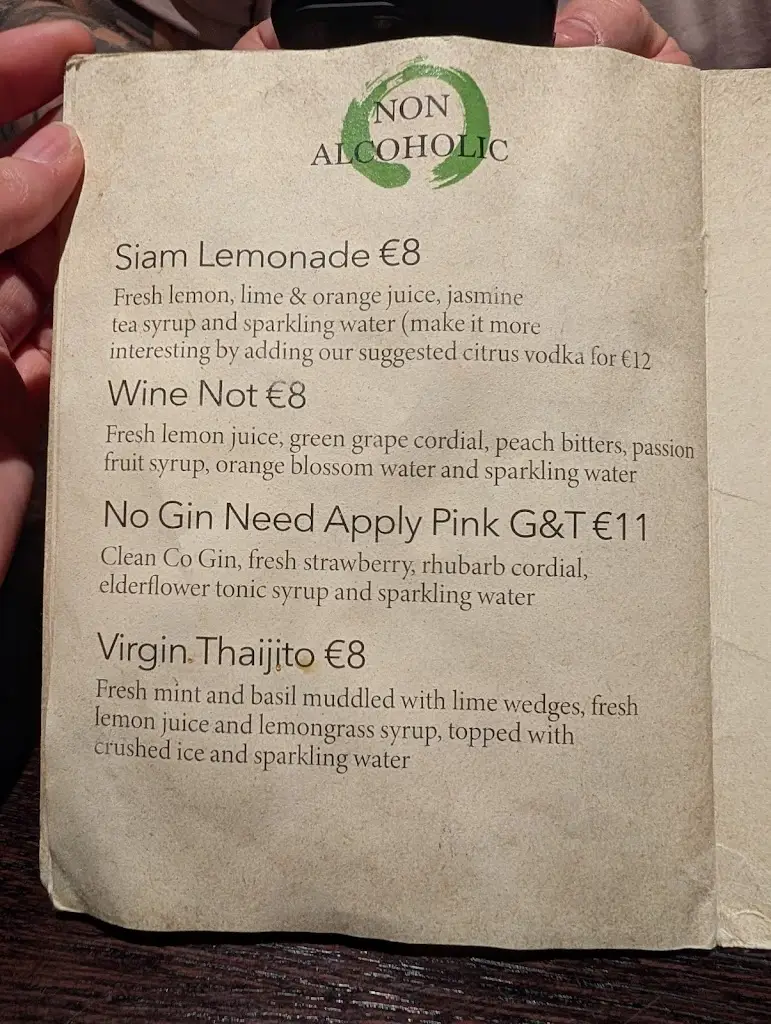 NON
ALCOHOLIC
Siam Lemonade €8
Fresh lemon, lime & orange juice, jasmine
tea syrup and sparkling water (make it more
interesting by adding our suggested citrus vodka for €12
Wine Not €8
Fresh lemon juice, green grape cordial, peach bitters, passion
fruit syrup, orange blossom water and sparkling water
No Gin Need Apply Pink G&T €11
Clean Co Gin, fresh strawberry, rhubarb cordial,
elderflower tonic syrup and sparkling water
Virgin Thaijito €8
Fresh mint and basil muddled with lime wedges, fresh
lemon juice and lemongrass syrup, topped with
crushed ice and sparkling water